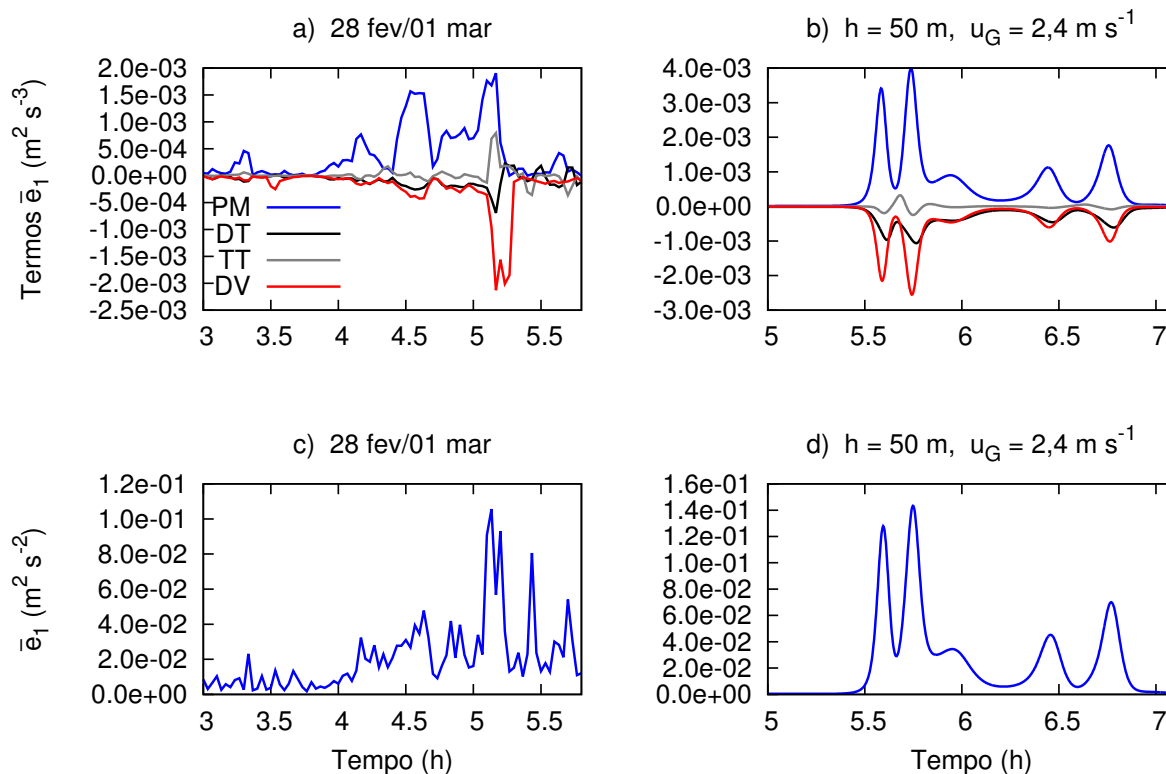 a)  28 fev/01 mar
b)  h = 50 m,  u_G = 2,4 m s^-1
Termos ē_1 (m^2 s^-3)
2.0e-03
1.5e-03
1.0e-03
5.0e-04
0.0e+00
-5.0e-04
-1.0e-03
-1.5e-03
-2.0e-03
-2.5e-03
PM
DT
TT
DV
3 3.5 4 4.5 5 5.5
4.0e-03
3.0e-03
2.0e-03
1.0e-03
0.0e+00
-1.0e-03
-2.0e-03
-3.0e-03
5 5.5 6 6.5 7
c)  28 fev/01 mar
d)  h = 50 m,  u_G = 2,4 m s^-1
ē_1 (m^2 s^-2)
1.2e-01
1.0e-01
8.0e-02
6.0e-02
4.0e-02
2.0e-02
0.0e+00
3 3.5 4 4.5 5 5.5
Tempo (h)
1.6e-01
1.4e-01
1.2e-01
1.0e-01
8.0e-02
6.0e-02
4.0e-02
2.0e-02
0.0e+00
5 5.5 6 6.5 7
Tempo (h)